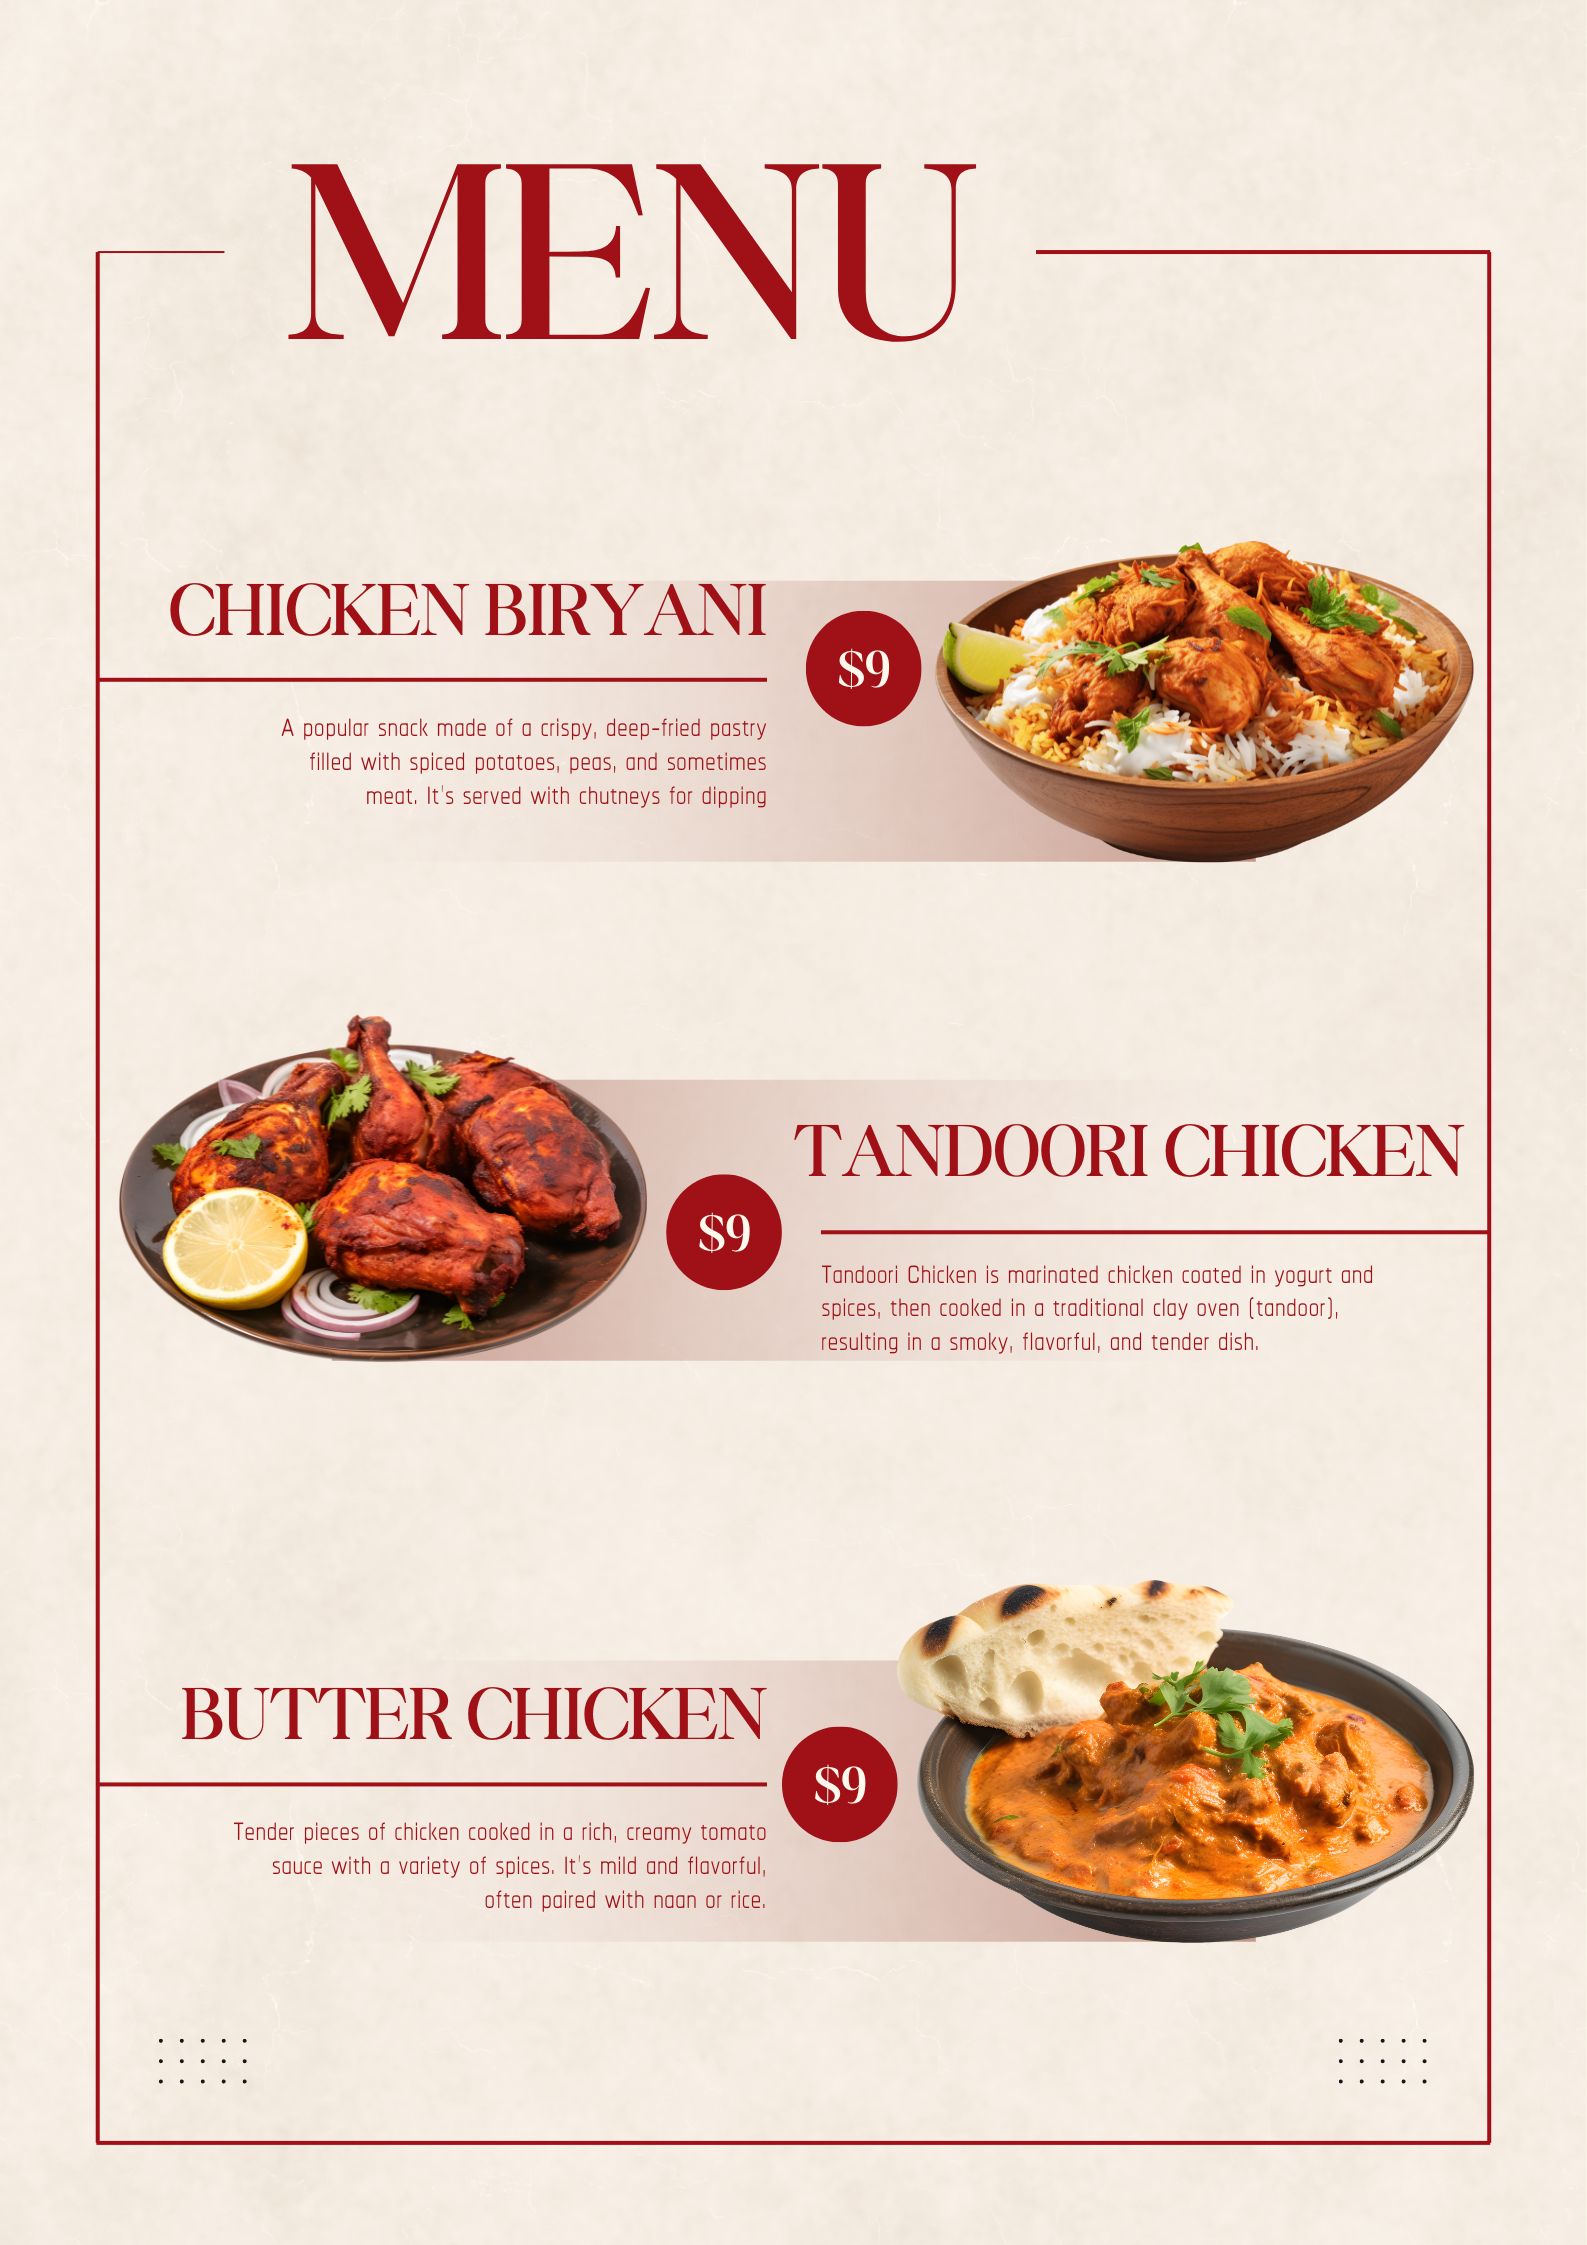 MENU
CHICKEN BIRYANI
$9
A popular snack made of a crispy, deep-fried pastry
filled with spiced potatoes, peas, and sometimes
meat. It's served with chutneys for dipping
TANDOORI CHICKEN
$9
Tandoori Chicken is marinated chicken coated in yogurt and
spices, then cooked in a traditional clay oven (tandoor),
resulting in a smoky, flavorful, and tender dish.
BUTTER CHICKEN
$9
Tender pieces of chicken cooked in a rich, creamy tomato
sauce with a variety of spices. It's mild and flavorful,
often paired with naan or rice.